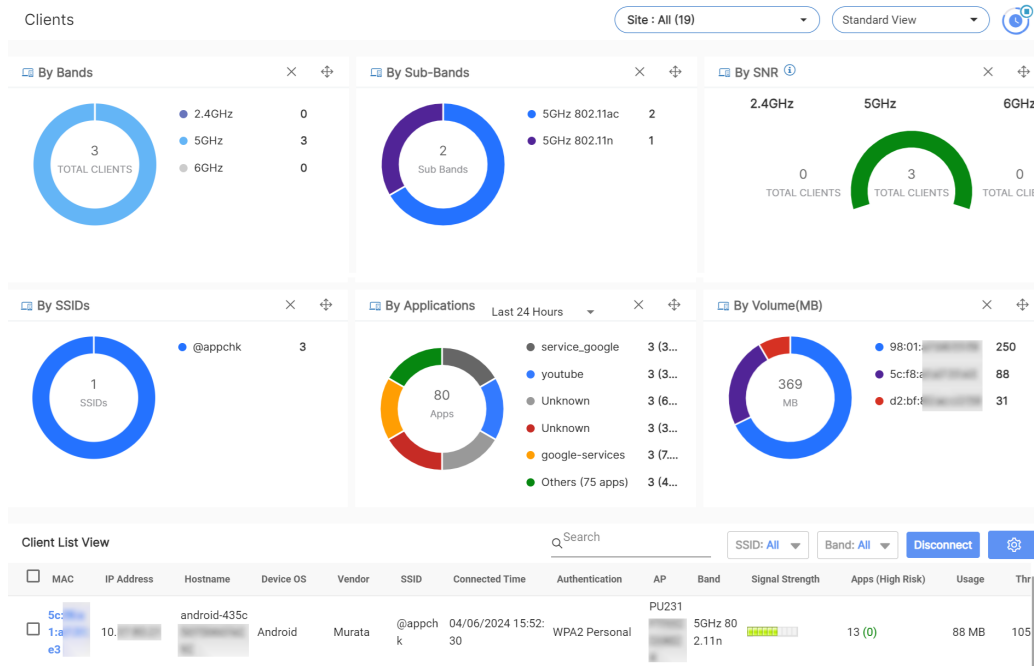 Clients
Site : All (19)
Standard View
By Bands
3
TOTAL CLIENTS
2.4GHz 0
5GHz 3
6GHz 0
By Sub-Bands
2
Sub Bands
5GHz 802.11ac 2
5GHz 802.11n 1
By SNR
2.4GHz 5GHz 6GHz
0
TOTAL CLIENTS
3
TOTAL CLIENTS
0
TOTAL CLIE
By SSIDs
1
SSIDs
@appchk 3
By Applications
Last 24 Hours
80
Apps
service_google 3 (3...
youtube 3 (3...
Unknown 3 (6...
Unknown 3 (3...
google-services 3 (7....
Others (75 apps) 3 (4...
By Volume(MB)
369
MB
98:01: 250
5c:f8: 88
d2:bf: 31
Client List View
Search
SSID: All
Band: All
Disconnect
MAC IP Address Hostname Device OS Vendor SSID Connected Time Authentication AP Band Signal Strength Apps (High Risk) Usage Thr
5c:
1:a
e3
10.
android-435c
Android
Murata
@appch
k
04/06/2024 15:52:
30
WPA2 Personal
PU231
5GHz 80
2.11n
13 (0)
88 MB
105